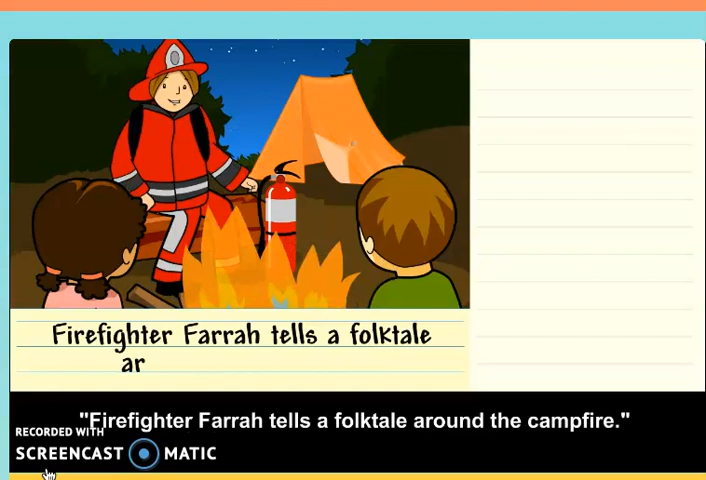 Firefighter Farrah tells a folktale
ar
"Firefighter Farrah tells a folktale around the campfire."
RECORDED WITH
SCREENCAST MATIC